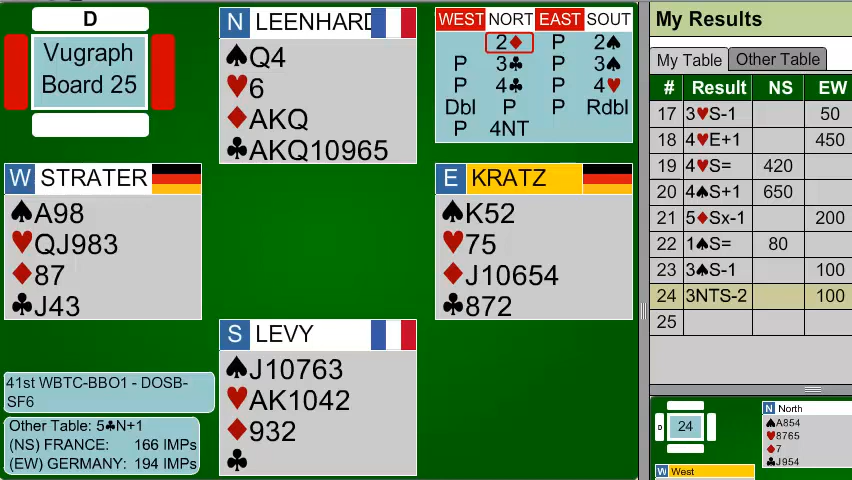 D
Vugraph
Board 25
N LEENHARD
♠Q4
♥6
♦AKQ
♣AKQ10965
WEST NORT EAST SOUT
2♦ P 2♠
P 3♣ P 3♠
P 4♣ P 4♥
Dbl P P Rdbl
P 4NT
W STRATER
♠A98
♥QJ983
♦87
♣J43
E KRATZ
♠K52
♥75
♦J10654
♣872
S LEVY
♠J10763
♥AK1042
♦932
♣
41st WBTC-BBO1 - DOSB-
SF6
Other Table: 5♣N+1
(NS) FRANCE: 166 IMPs
(EW) GERMANY: 194 IMPs
My Results
My Table Other Table
# Result NS EW
17 3♥S-1 50
18 4♥E+1 450
19 4♥S= 420
20 4♠S+1 650
21 5♦Sx-1 200
22 1♠S= 80
23 3♠S-1 100
24 3NTS-2 100
25
D 24
N North
♠A854
♥8765
♦7
♣J954
W West